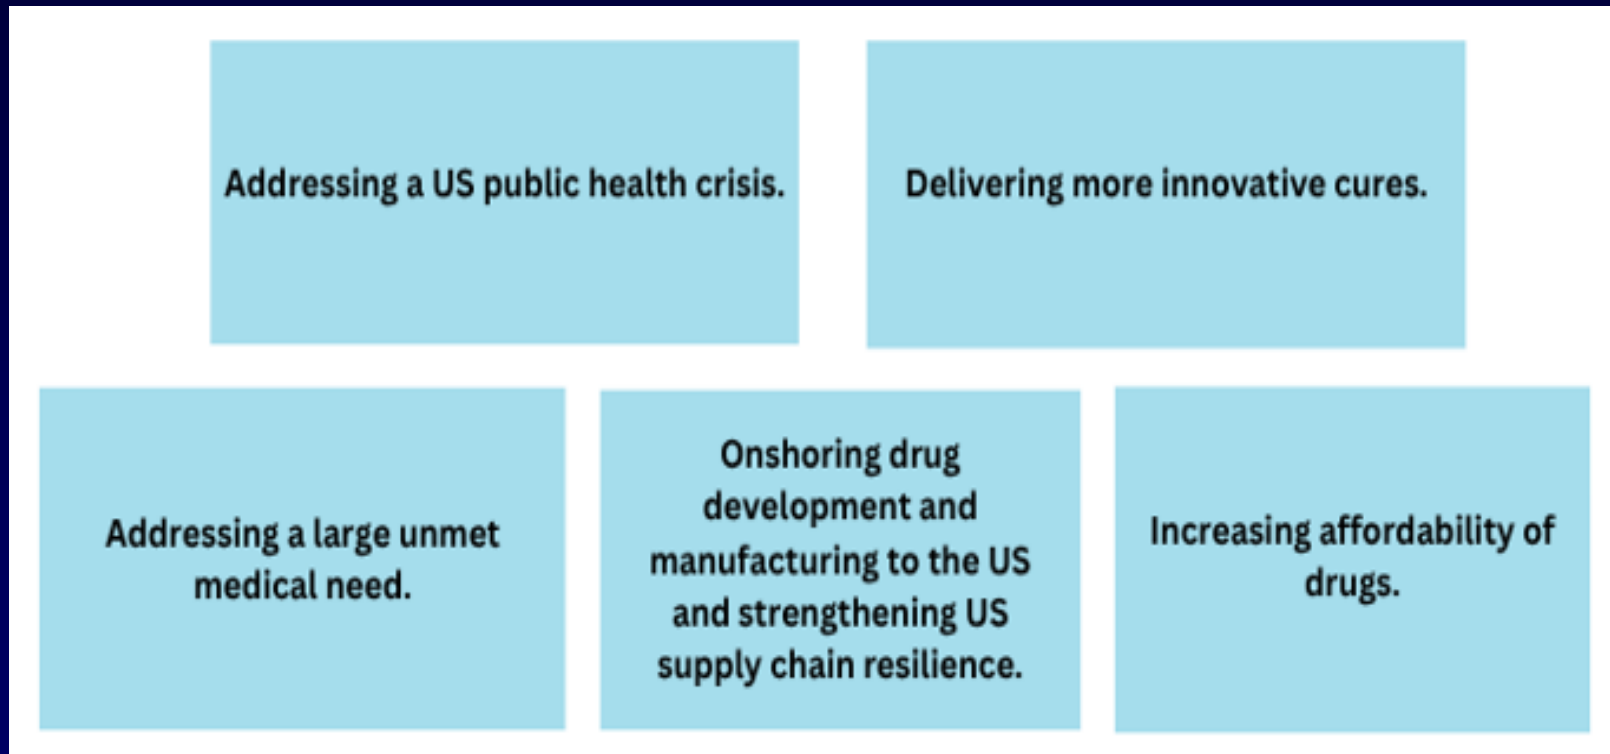 Addressing a US public health crisis.
Delivering more innovative cures.
Addressing a large unmet
medical need.
Onshoring drug
development and
manufacturing to the US
and strengthening US
supply chain resilience.
Increasing affordability of
drugs.